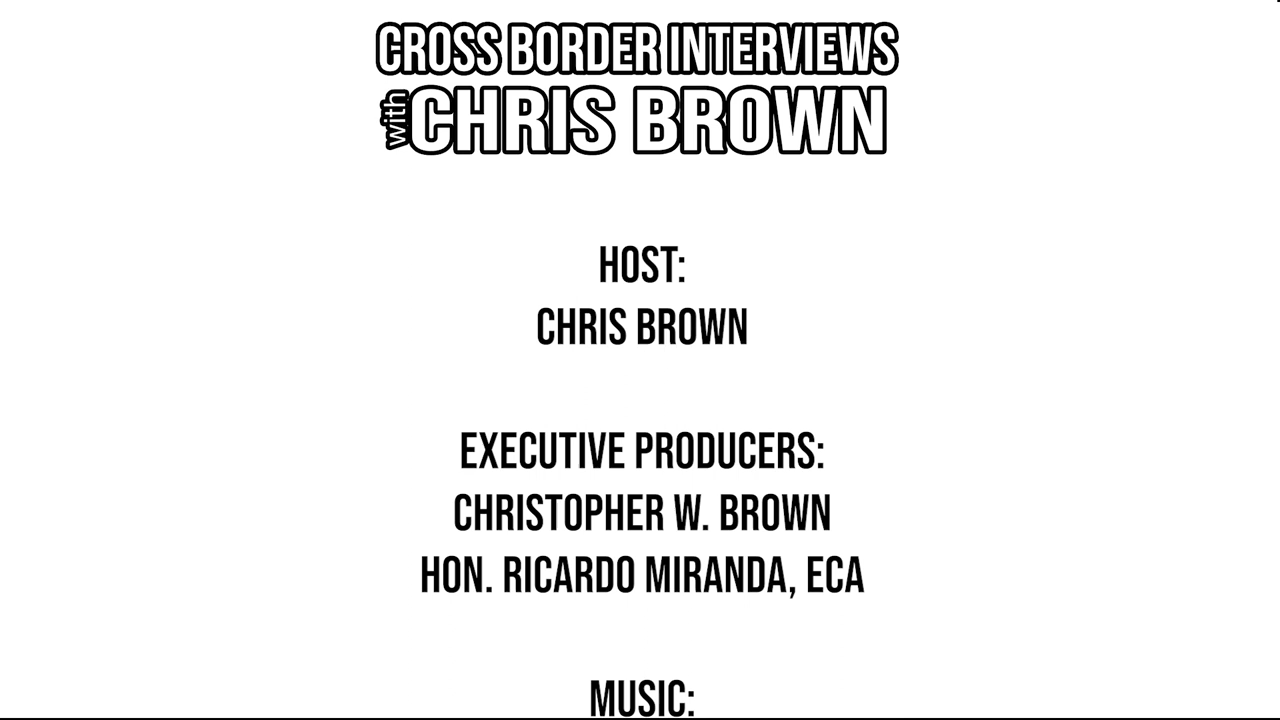 CROSS BORDER INTERVIEWS
with CHRIS BROWN
HOST:
CHRIS BROWN
EXECUTIVE PRODUCERS:
CHRISTOPHER W. BROWN
HON. RICARDO MIRANDA, ECA
MUSIC: